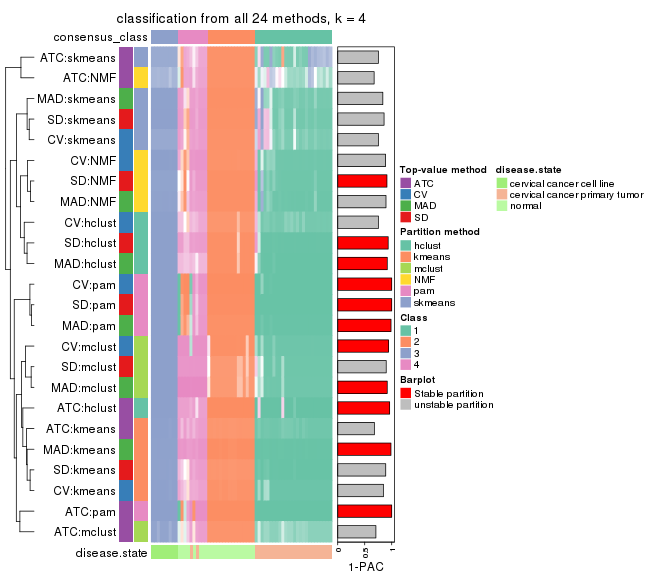 classification from all 24 methods, k = 4
consensus_class
ATC:skmeans
ATC:NMF
MAD:skmeans
SD:skmeans
CV:skmeans
CV:NMF
SD:NMF
MAD:NMF
CV:hclust
SD:hclust
MAD:hclust
CV:pam
SD:pam
MAD:pam
CV:mclust
SD:mclust
MAD:mclust
ATC:hclust
ATC:kmeans
MAD:kmeans
SD:kmeans
CV:kmeans
ATC:pam
ATC:mclust
disease.state
0
0.5
1
1-PAC
Top-value method
ATC
CV
MAD
SD
Partition method
hclust
kmeans
mclust
NMF
pam
skmeans
Class
1
2
3
4
Barplot
Stable partition
unstable partition
disease.state
cervical cancer cell line
cervical cancer primary tumor
normal